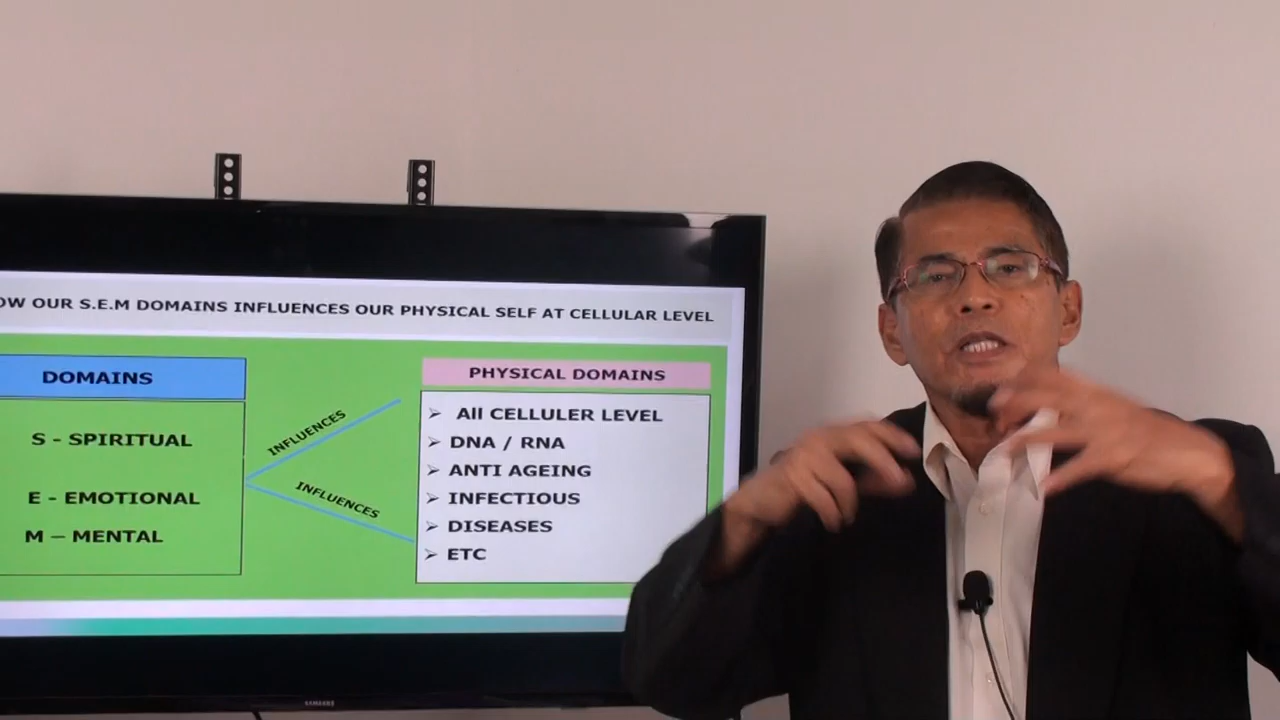 OW OUR S.E.M DOMAINS INFLUENCES OUR PHYSICAL SELF AT CELLULAR LEVEL
DOMAINS
S - SPIRITUAL
E - EMOTIONAL
M – MENTAL
INFLUENCES
INFLUENCES
PHYSICAL DOMAINS
➢ All CELLULER LEVEL
➢ DNA / RNA
➢ ANTI AGEING
➢ INFECTIOUS
➢ DISEASES
➢ ETC
SAMSUNG